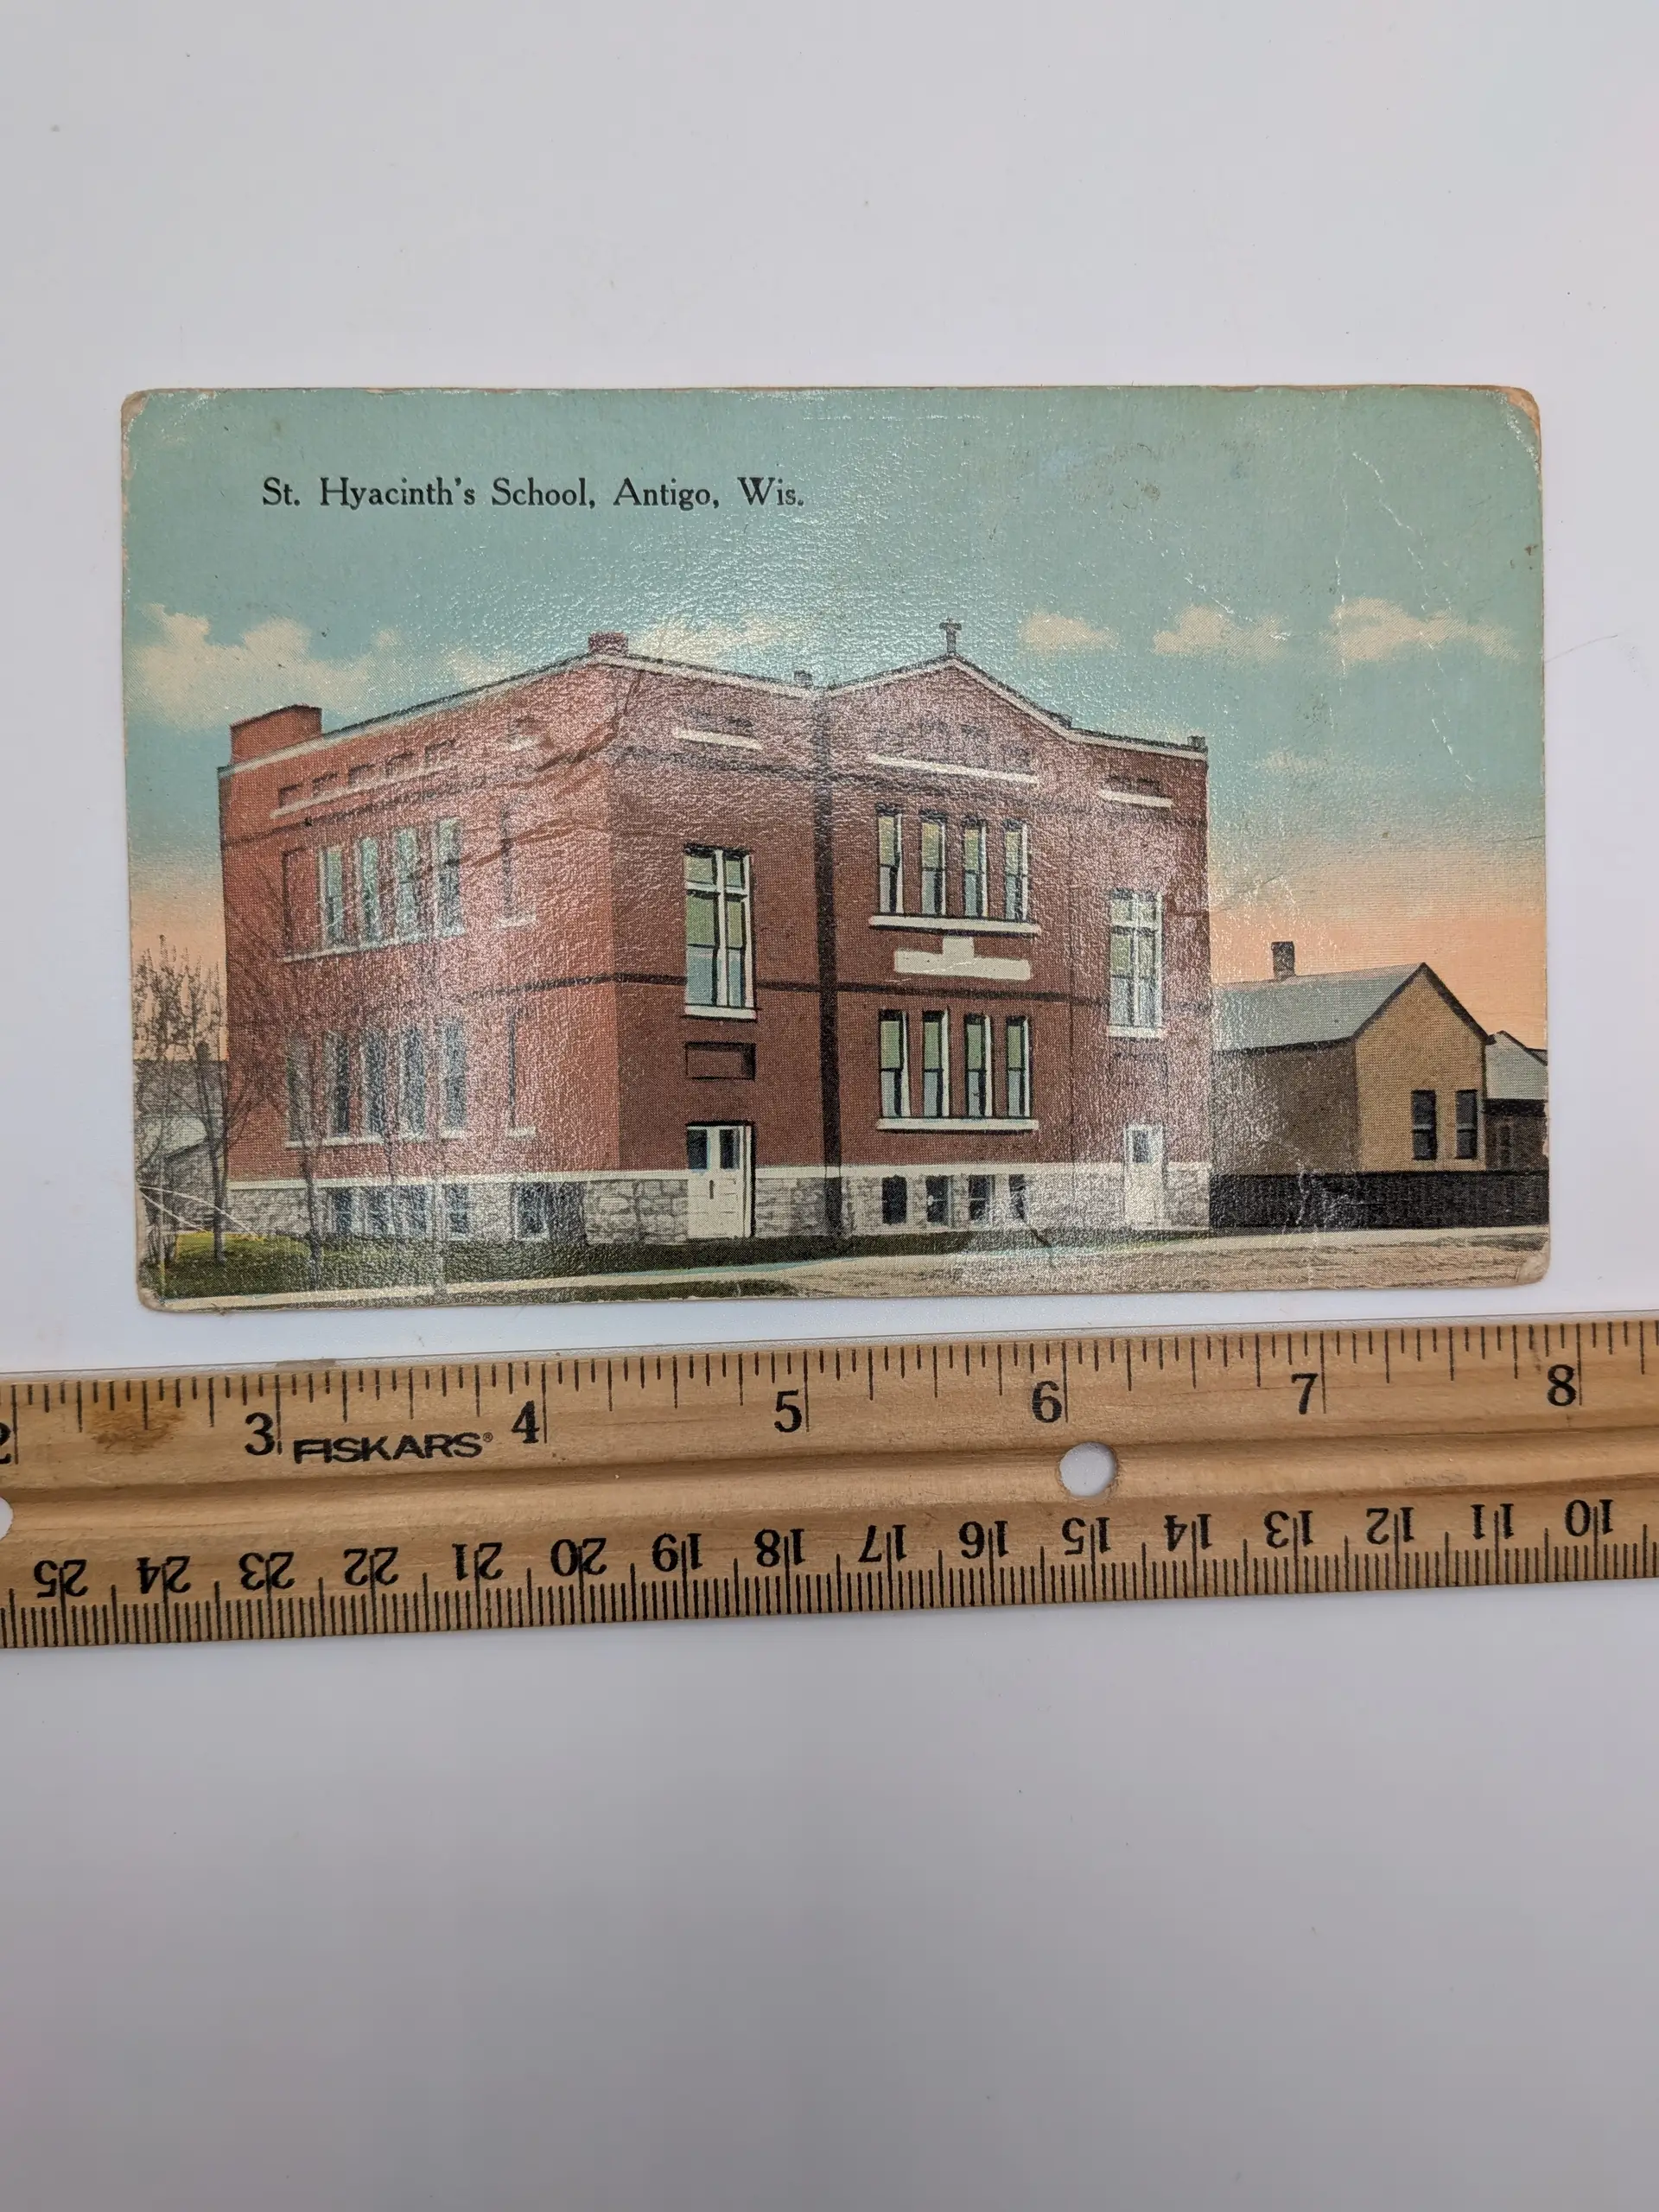 St. Hyacinth's School, Antigo, Wis.
3 4 5 6 7 8
FISKARS®
25 24 23 22 21 20 19 18 17 16 15 14 13 12 11 10